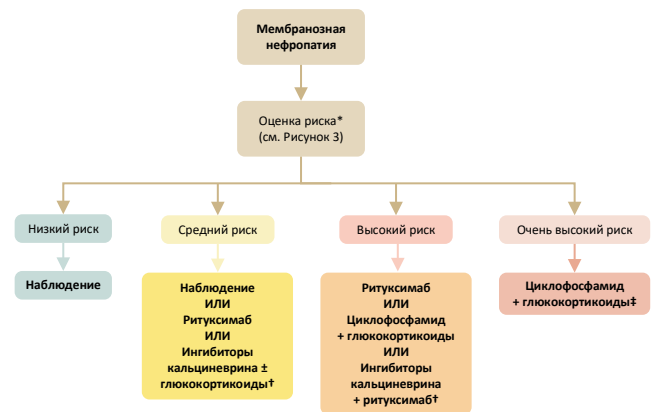 Мембранозная
нефропатия
Оценка риска*
(см. Рисунок 3)
Низкий риск
Средний риск
Высокий риск
Очень высокий риск
Наблюдение
Наблюдение
ИЛИ
Ритуксимаб
ИЛИ
Ингибиторы
кальциневрина ±
глюкокортикоиды†
Ритуксимаб
ИЛИ
Циклофосфамид
+ глюкокортикоиды
ИЛИ
Ингибиторы
кальциневрина
+ ритуксимаб†
Циклофосфамид
+ глюкокортикоиды‡